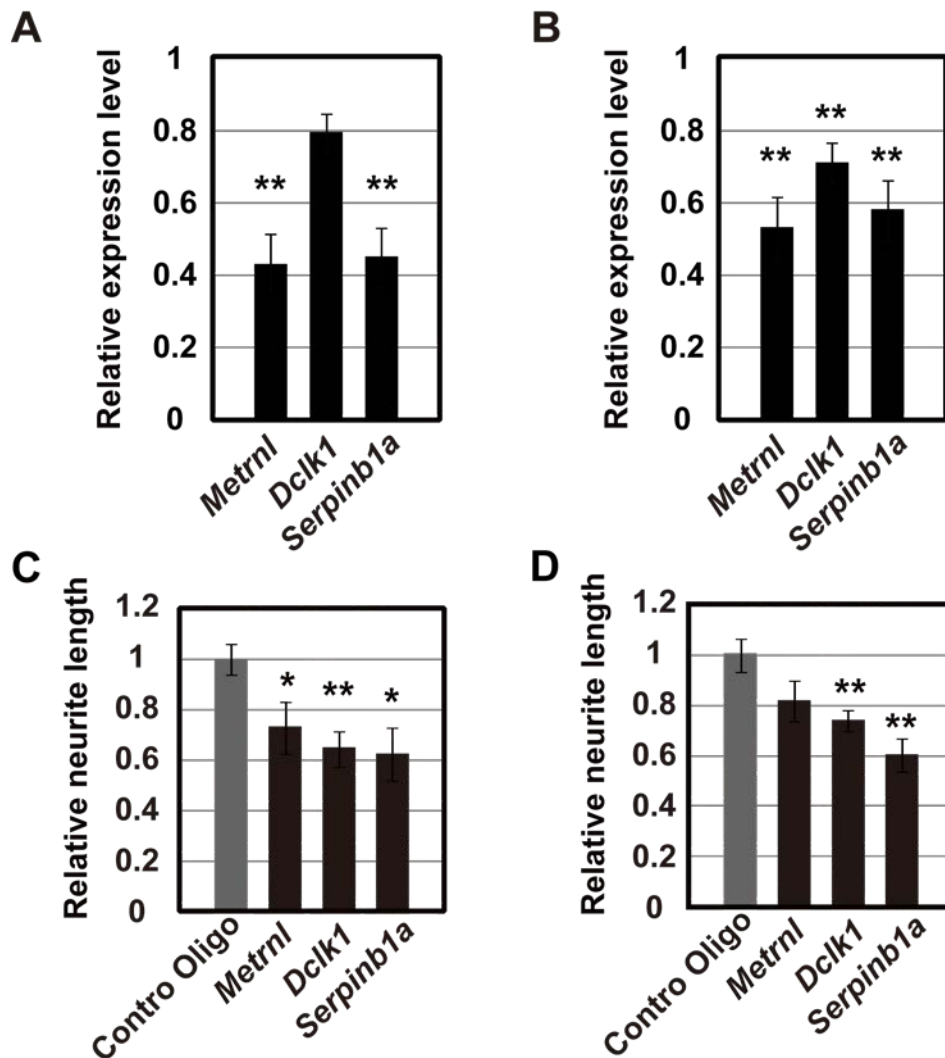 A
Relative expression level
1
0.8
0.6
0.4
0.2
0
**
**
Metrnl
Dclk1
Serpinb1a
B
Relative expression level
1
0.8
0.6
0.4
0.2
0
**
**
**
Metrnl
Dclk1
Serpinb1a
C
Relative neurite length
1.2
1
0.8
0.6
0.4
0.2
0
*
**
*
Contro Oligo
Metrnl
Dclk1
Serpinb1a
D
Relative neurite length
1.2
1
0.8
0.6
0.4
0.2
0
**
**
Contro Oligo
Metrnl
Dclk1
Serpinb1a